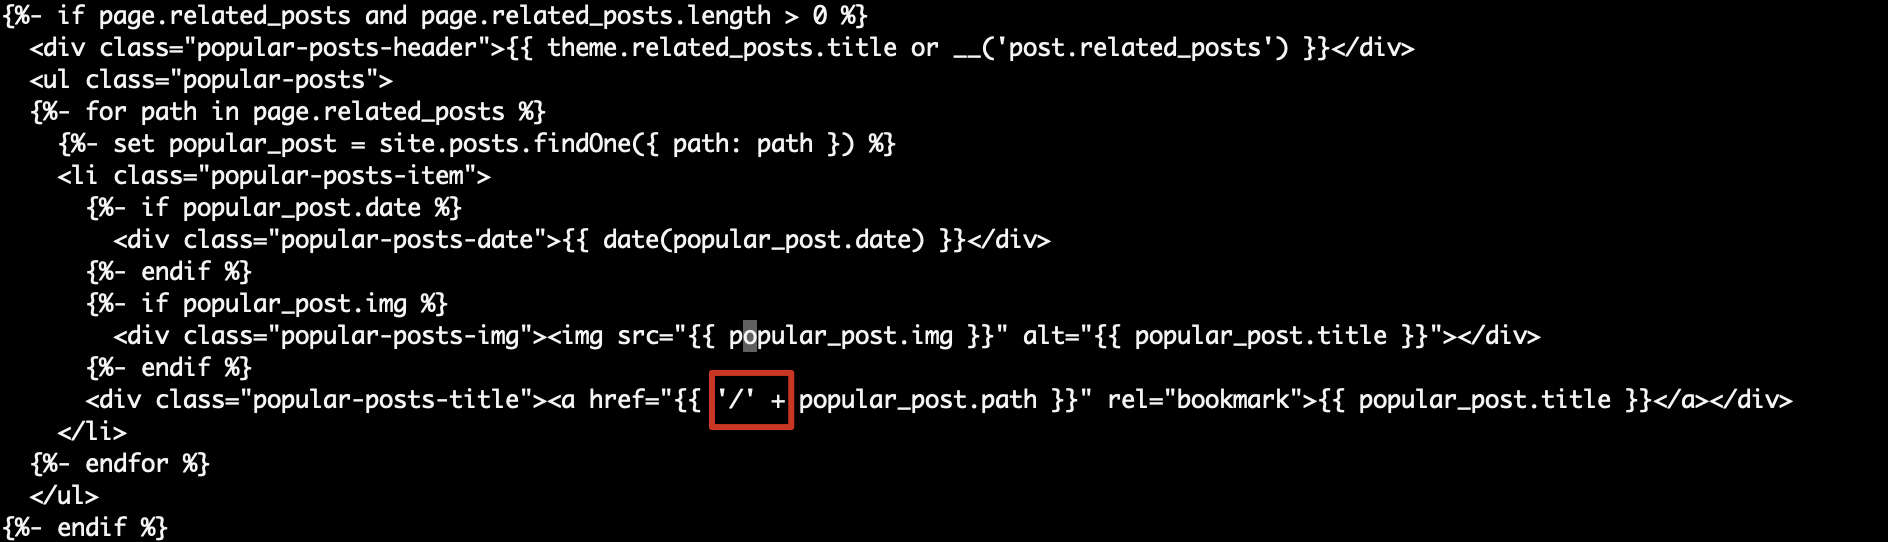 {%- if page.related_posts and page.related_posts.length > 0 %}
  <div class="popular-posts-header">{{ theme.related_posts.title or __('post.related_posts') }}</div>
  <ul class="popular-posts">
  {%- for path in page.related_posts %}
    {%- set popular_post = site.posts.findOne({ path: path }) %}
    <li class="popular-posts-item">
      {%- if popular_post.date %}
        <div class="popular-posts-date">{{ date(popular_post.date) }}</div>
      {%- endif %}
      {%- if popular_post.img %}
        <div class="popular-posts-img"><img src="{{ popular_post.img }}" alt="{{ popular_post.title }}"></div>
      {%- endif %}
      <div class="popular-posts-title"><a href="{{ '/' + popular_post.path }}" rel="bookmark">{{ popular_post.title }}</a></div>
    </li>
  {%- endfor %}
  </ul>
{%- endif %}